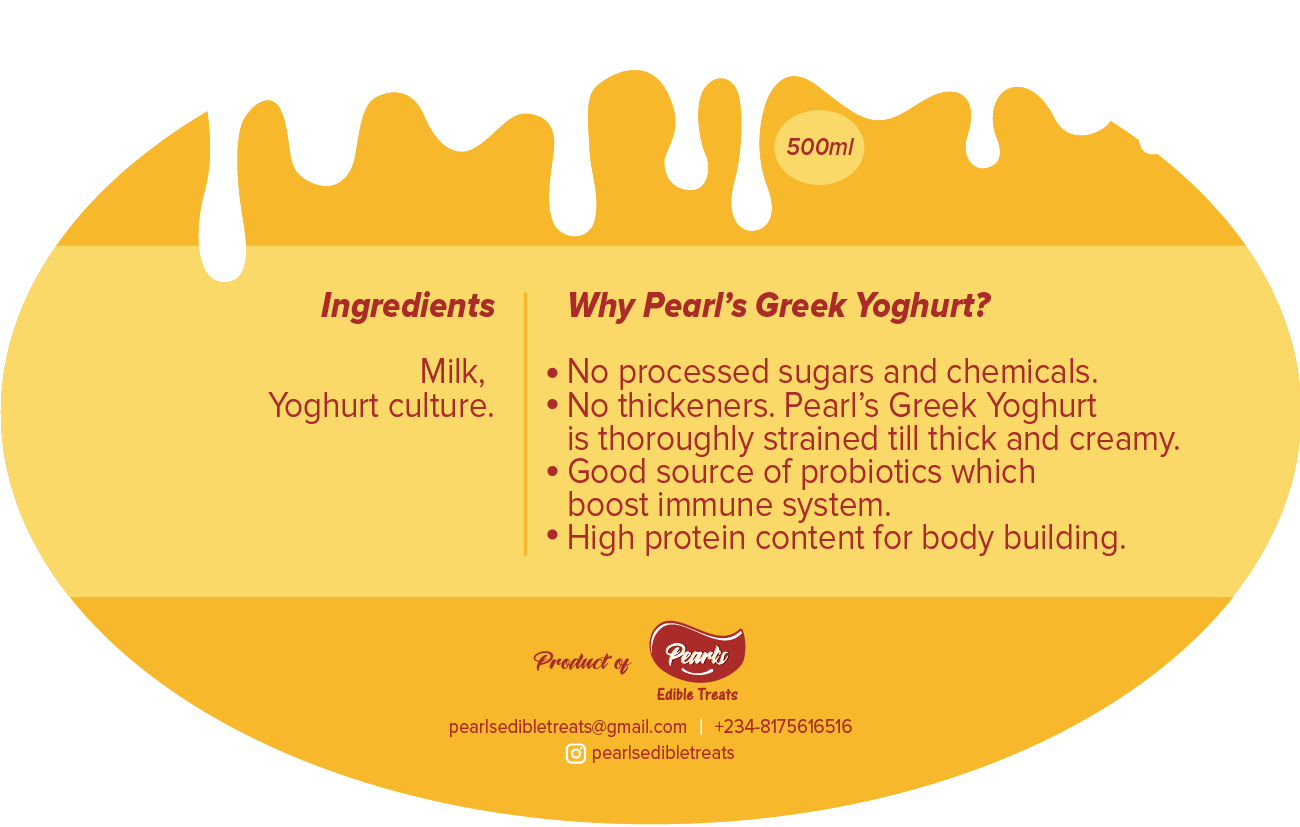 500ml
Ingredients
Milk,
Yoghurt culture.
Why Pearl's Greek Yoghurt?
• No processed sugars and chemicals.
• No thickeners. Pearl's Greek Yoghurt
is thoroughly strained till thick and creamy.
• Good source of probiotics which
boost immune system.
• High protein content for body building.
Product of
Pearls
Edible Treats
pearlsedibletreats@gmail.com | +234-8175616516
pearlsedibletreats